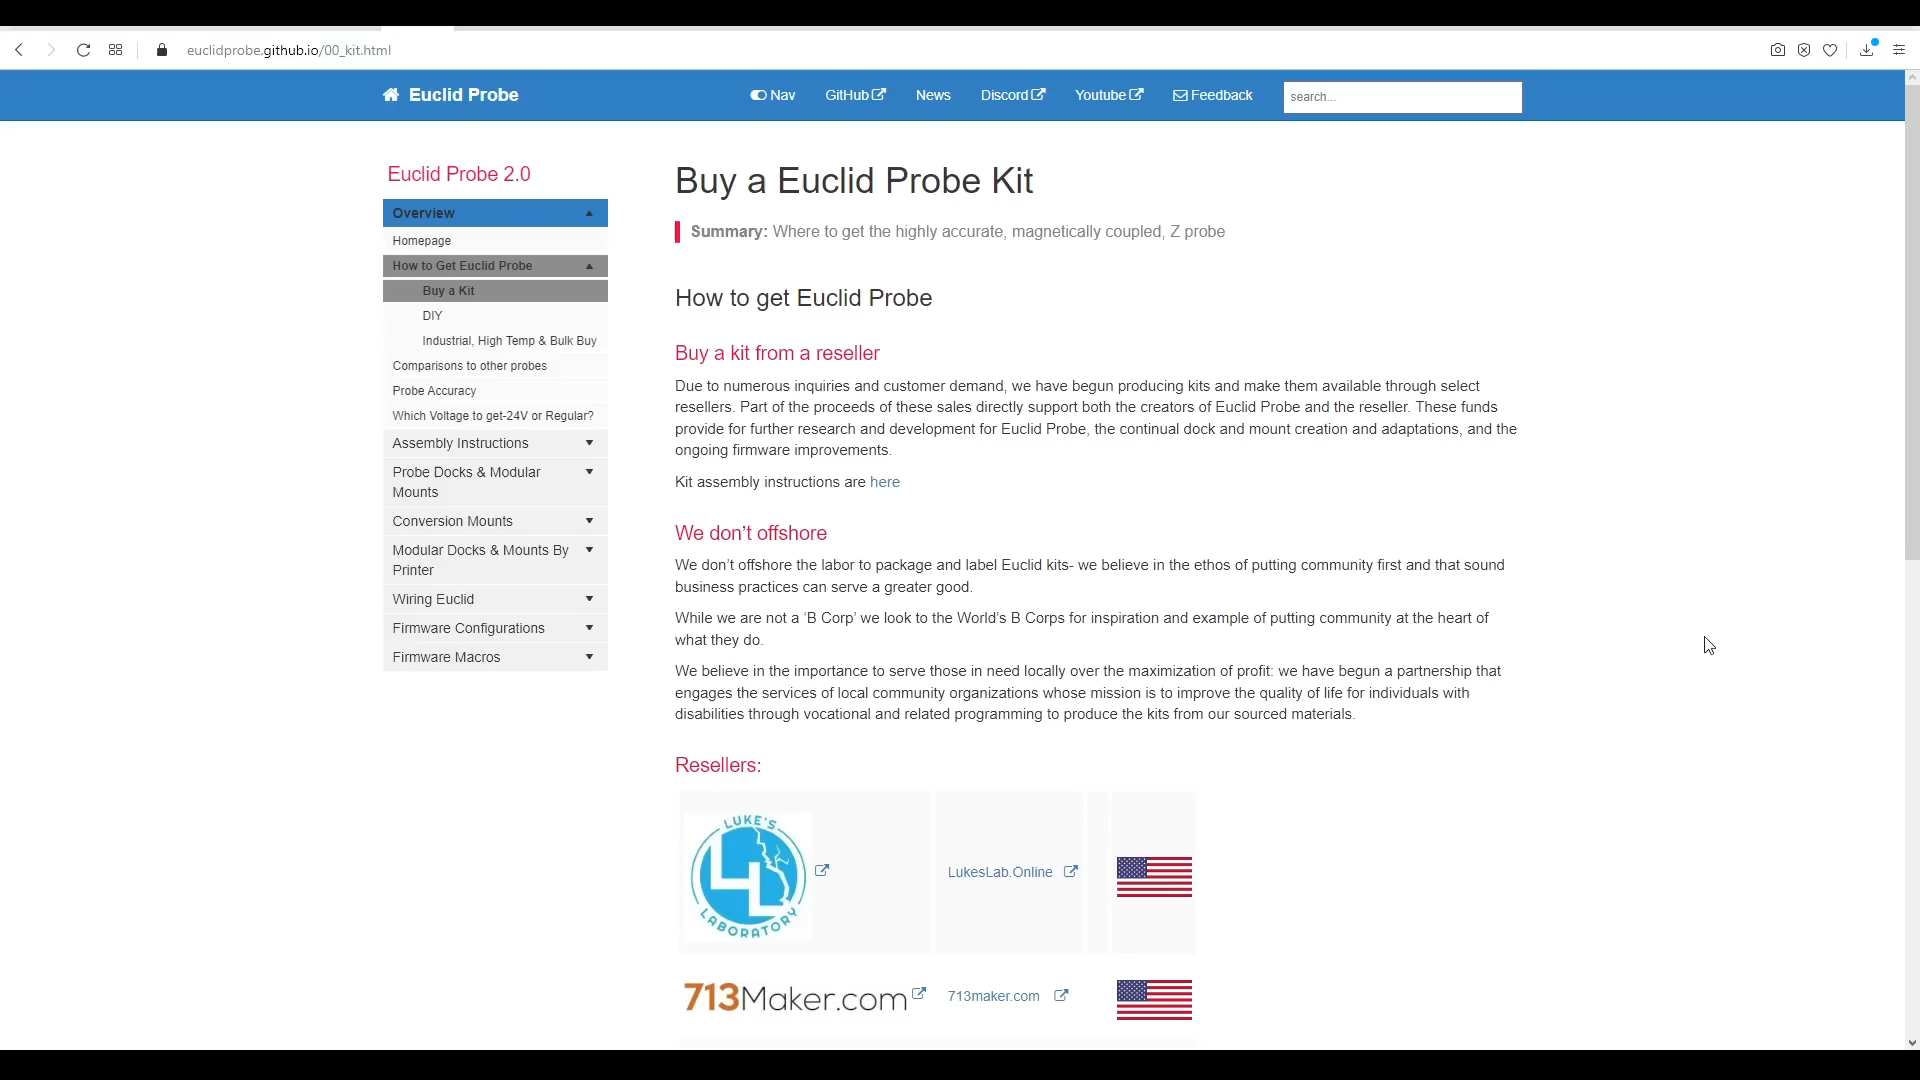 euclidprobe.github.io/00_kit.html
Euclid Probe
Nav
GitHub
News
Discord
Youtube
Feedback
search...
Euclid Probe 2.0
Overview
Homepage
How to Get Euclid Probe
Buy a Kit
DIY
Industrial, High Temp & Bulk Buy
Comparisons to other probes
Probe Accuracy
Which Voltage to get-24V or Regular?
Assembly Instructions
Probe Docks & Modular
Mounts
Conversion Mounts
Modular Docks & Mounts By
Printer
Wiring Euclid
Firmware Configurations
Firmware Macros
Buy a Euclid Probe Kit
Summary: Where to get the highly accurate, magnetically coupled, Z probe
How to get Euclid Probe
Buy a kit from a reseller
Due to numerous inquiries and customer demand, we have begun producing kits and make them available through select
resellers. Part of the proceeds of these sales directly support both the creators of Euclid Probe and the reseller. These funds
provide for further research and development for Euclid Probe, the continual dock and mount creation and adaptations, and the
ongoing firmware improvements.
Kit assembly instructions are here
We don’t offshore
We don’t offshore the labor to package and label Euclid kits- we believe in the ethos of putting community first and that sound
business practices can serve a greater good.
While we are not a ‘B Corp’ we look to the World’s B Corps for inspiration and example of putting community at the heart of
what they do.
We believe in the importance to serve those in need locally over the maximization of profit: we have begun a partnership that
engages the services of local community organizations whose mission is to improve the quality of life for individuals with
disabilities through vocational and related programming to produce the kits from our sourced materials.
Resellers:
LUKE'S
LL
LABORATORY
LukesLab.Online
713Maker.com
713maker.com